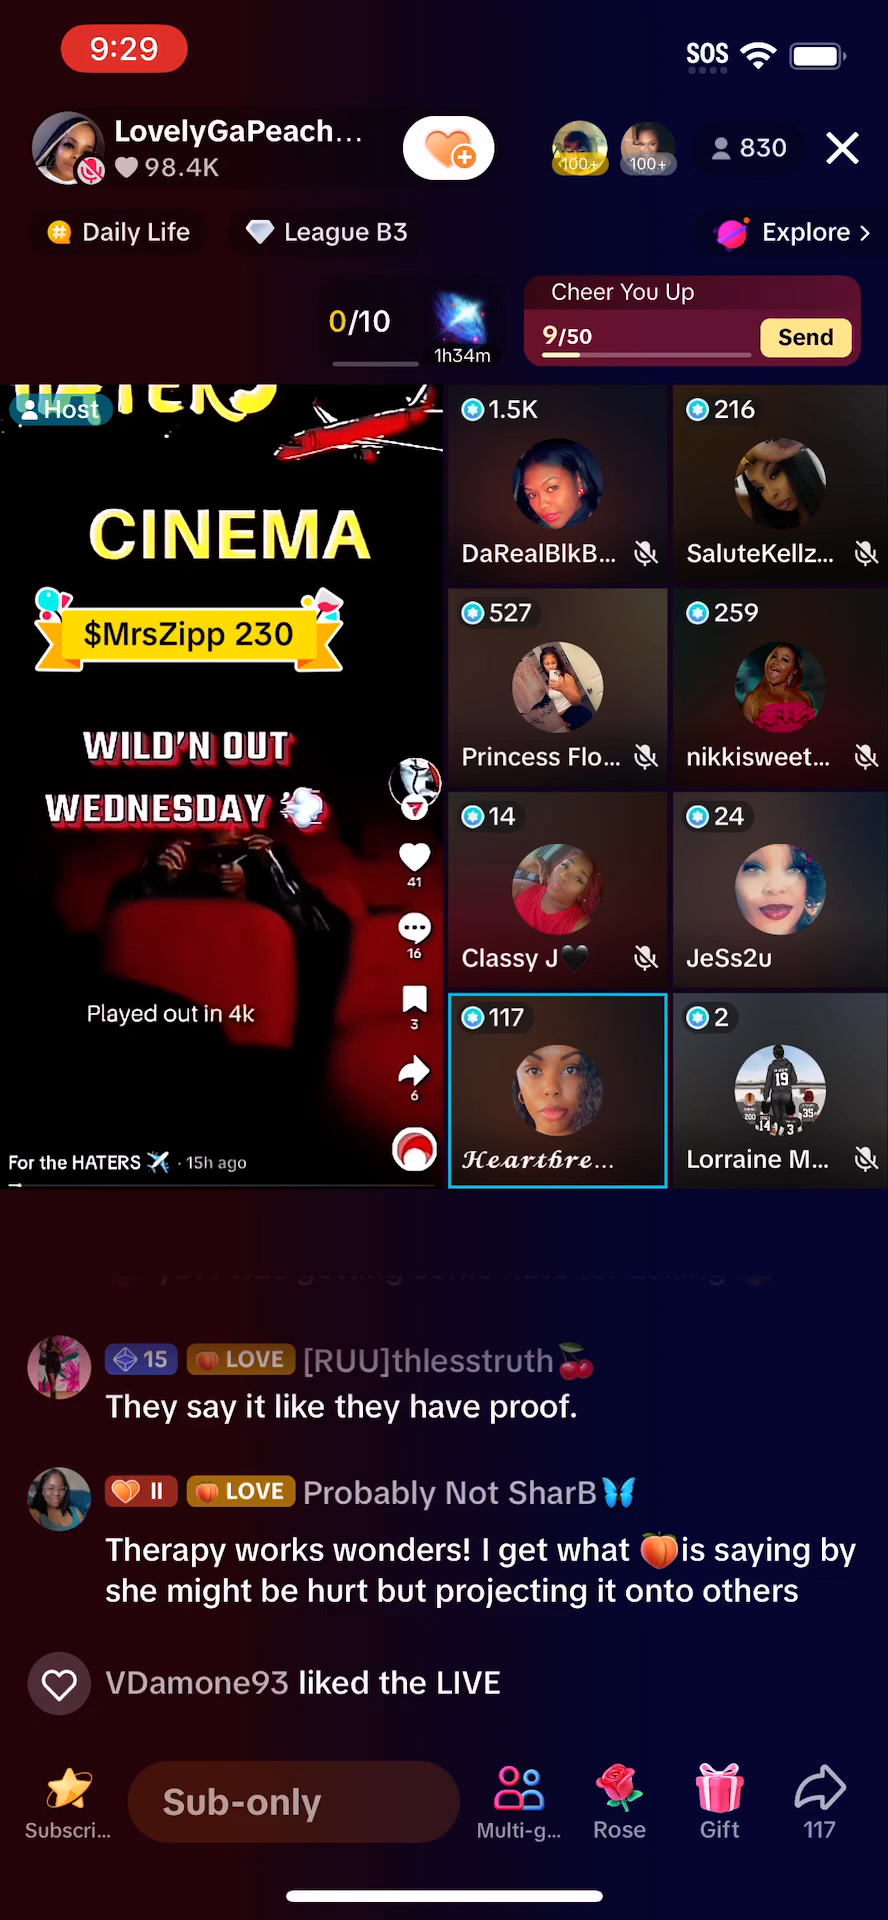 9:29
SOS
LovelyGaPeach...
98.4K
100+
100+
830
Daily Life
League B3
Explore >
0/10
1h34m
Cheer You Up
9/50
Send
HATERS
Host
CINEMA
$MrsZipp 230
WILD'N OUT
WEDNESDAY
41
16
3
6
Played out in 4k
For the HATERS ✈️ · 15h ago
1.5K
DaRealBlkB...
216
SaluteKellz...
527
Princess Flo...
259
nikkisweet...
14
Classy J🖤
24
JeSs2u
117
𝓗𝓮𝓪𝓻𝓽𝓫𝓻𝓮...
2
19
Lorraine M...
15 🍑 LOVE [RUU]thlesstruth🍒
They say it like they have proof.
II 🍑 LOVE Probably Not SharB🦋
Therapy works wonders! I get what 🍑is saying by
she might be hurt but projecting it onto others
VDamone93 liked the LIVE
Subscri...
Sub-only
Multi-g...
Rose
Gift
117